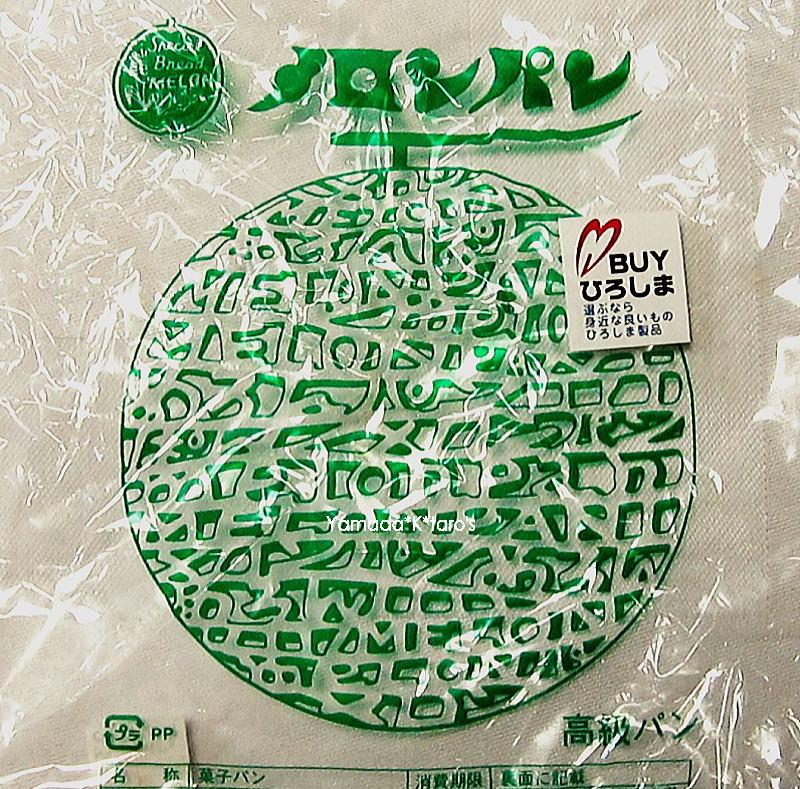 Special
Bread
MELON
メロンパン
BUY
ひろしま
選ぶなら
身近な良いもの
ひろしま製品
Yamada*K*taro's
プラ PP
高級パン
名 称 菓子パン 消費期限 表面に記載